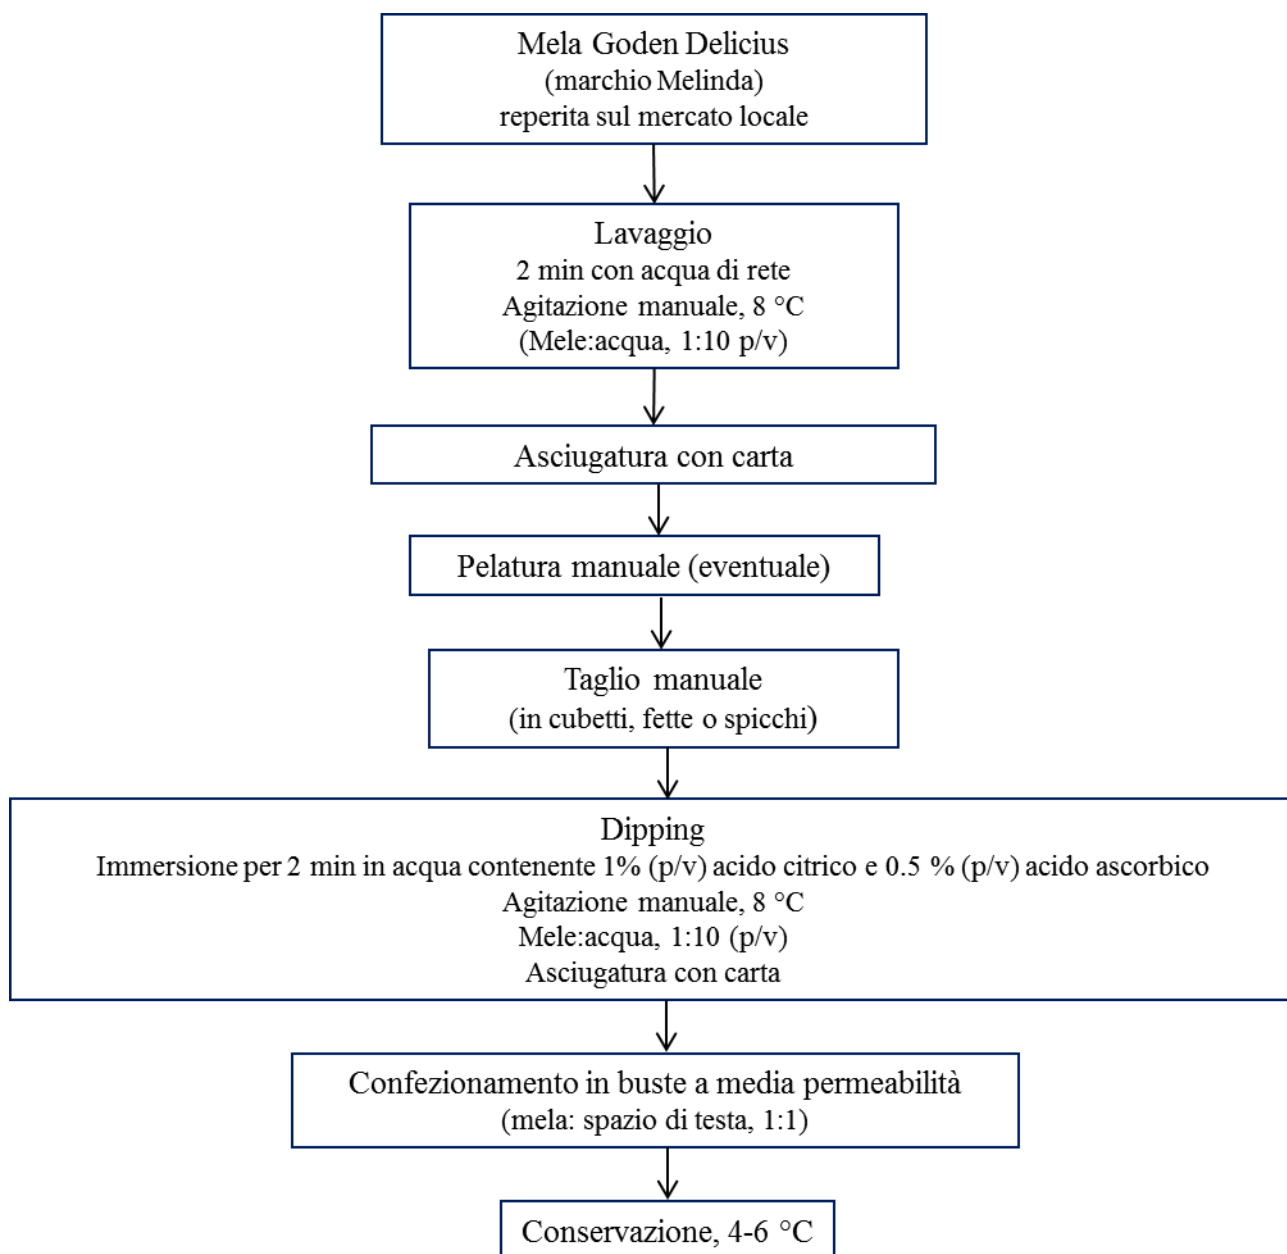 Mela Goden Delicius
(marchio Melinda)
reperita sul mercato locale
Lavaggio
2 min con acqua di rete
Agitazione manuale, 8 °C
(Mele:acqua, 1:10 p/v)
Asciugatura con carta
Pelatura manuale (eventuale)
Taglio manuale
(in cubetti, fette o spicchi)
Dipping
Immersione per 2 min in acqua contenente 1% (p/v) acido citrico e 0.5 % (p/v) acido ascorbico
Agitazione manuale, 8 °C
Mele:acqua, 1:10 (p/v)
Asciugatura con carta
Confezionamento in buste a media permeabilità
(mela: spazio di testa, 1:1)
Conservazione, 4-6 °C